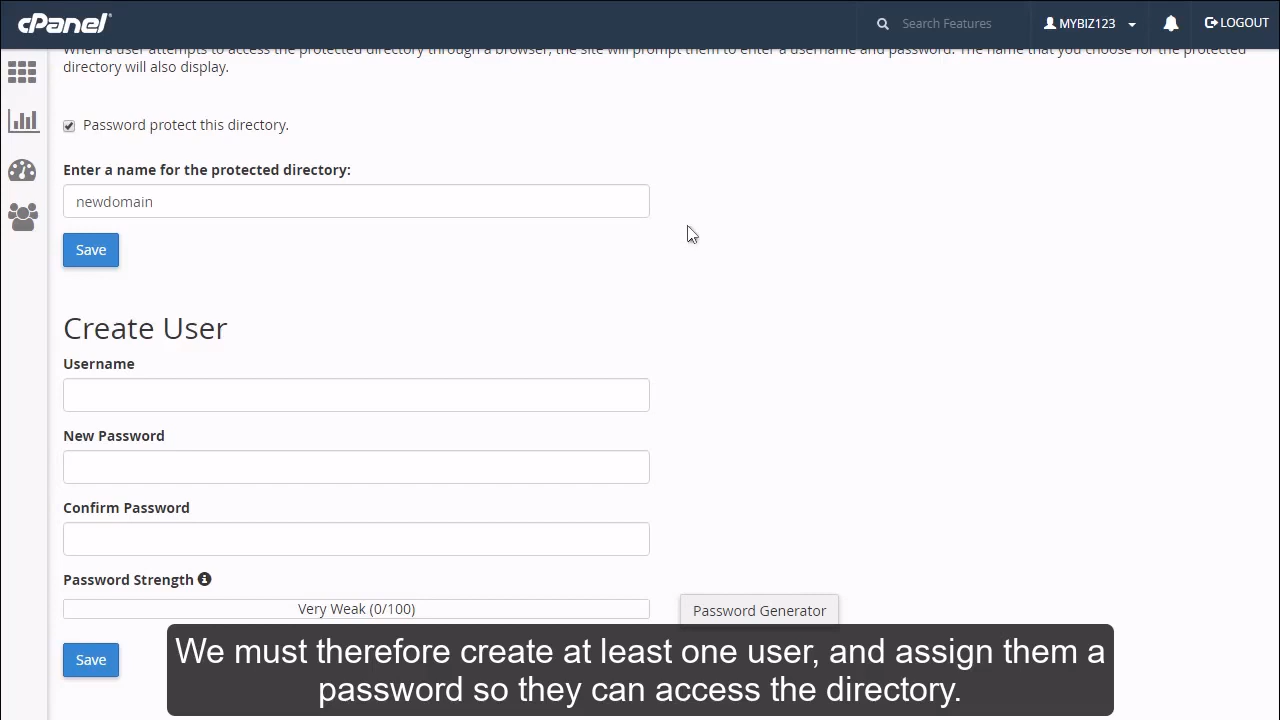 cPanel
Search Features
MYBIZ123
LOGOUT
When a user attempts to access the protected directory through a browser, the site will prompt them to enter a username and password. The name that you choose for the protected
directory will also display.
Password protect this directory.
Enter a name for the protected directory:
newdomain
Save
Create User
Username
New Password
Confirm Password
Password Strength
Very Weak (0/100)
Password Generator
Save
We must therefore create at least one user, and assign them a
password so they can access the directory.